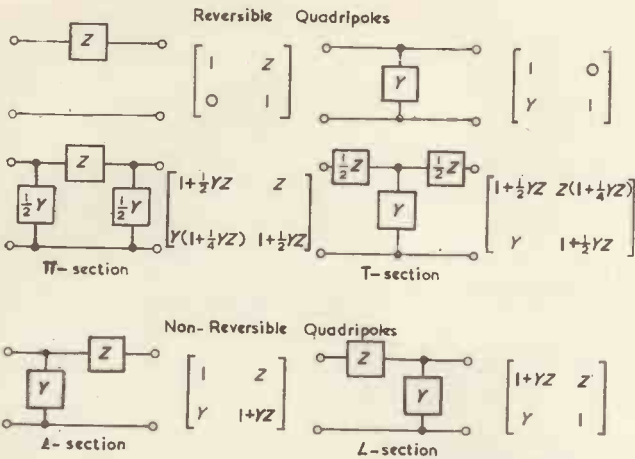 Reversible Quadripoles
Z
[1 Z
O 1]
Y
[1 O
Y 1]
Z
½Y ½Y
[1+½YZ Z
Y(1+¼YZ) 1+½YZ]
π-section
½Z ½Z
Y
[1+½YZ Z(1+¼YZ)
Y 1+½YZ]
T-section
Non-Reversible Quadripoles
Z
Y
[1 Z
Y 1+YZ]
L-section
Z
Y
[1+YZ Z
Y 1]
L-section